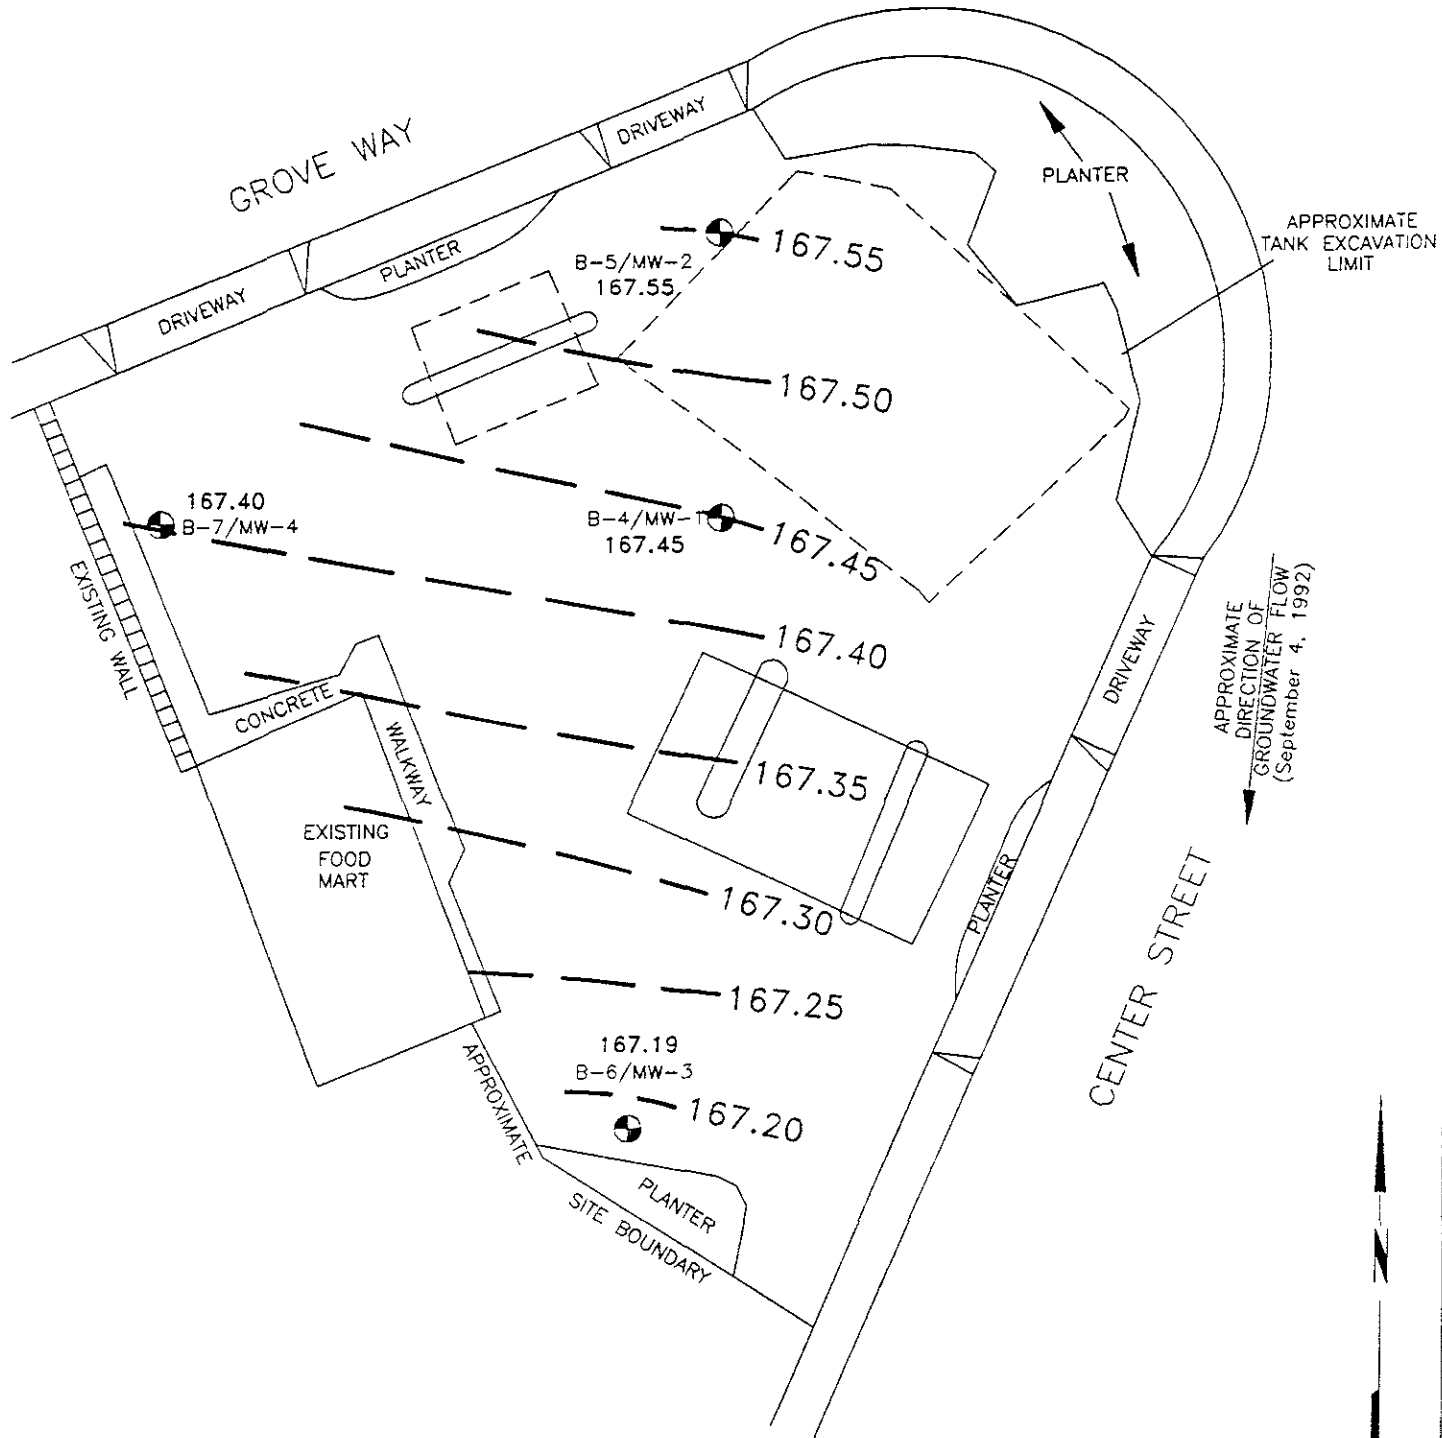 GROVE WAY
DRIVEWAY
PLANTER
DRIVEWAY
PLANTER
APPROXIMATE
TANK EXCAVATION
LIMIT
B-5/MW-2
167.55
167.55
167.50
167.40
B-7/MW-4
B-4/MW-1
167.45
167.45
EXISTING WALL
167.40
CONCRETE
WALKWAY
167.35
EXISTING
FOOD
MART
167.30
167.25
167.19
B-6/MW-3
167.20
APPROXIMATE
SITE BOUNDARY
PLANTER
PLANTER
DRIVEWAY
APPROXIMATE
DIRECTION OF
GROUNDWATER FLOW
(September 4, 1992)
CENTER STREET
N